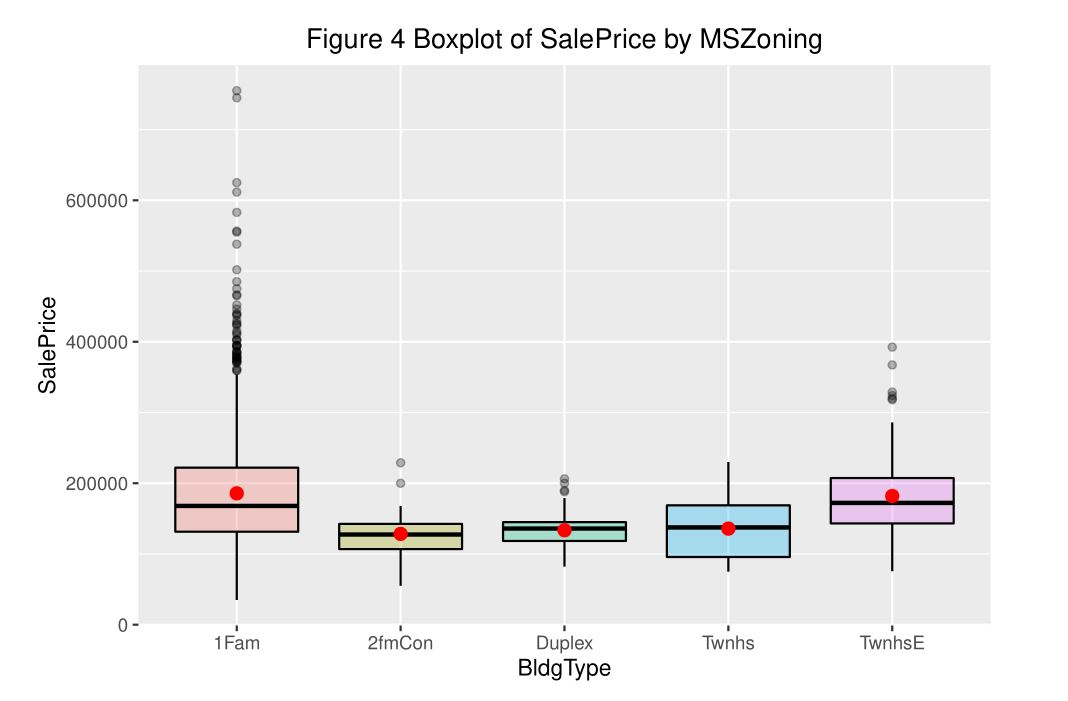 Figure 4 Boxplot of SalePrice by MSZoning
SalePrice
600000
400000
200000
0
1Fam 2fmCon Duplex Twnhs TwnhsE
BldgType